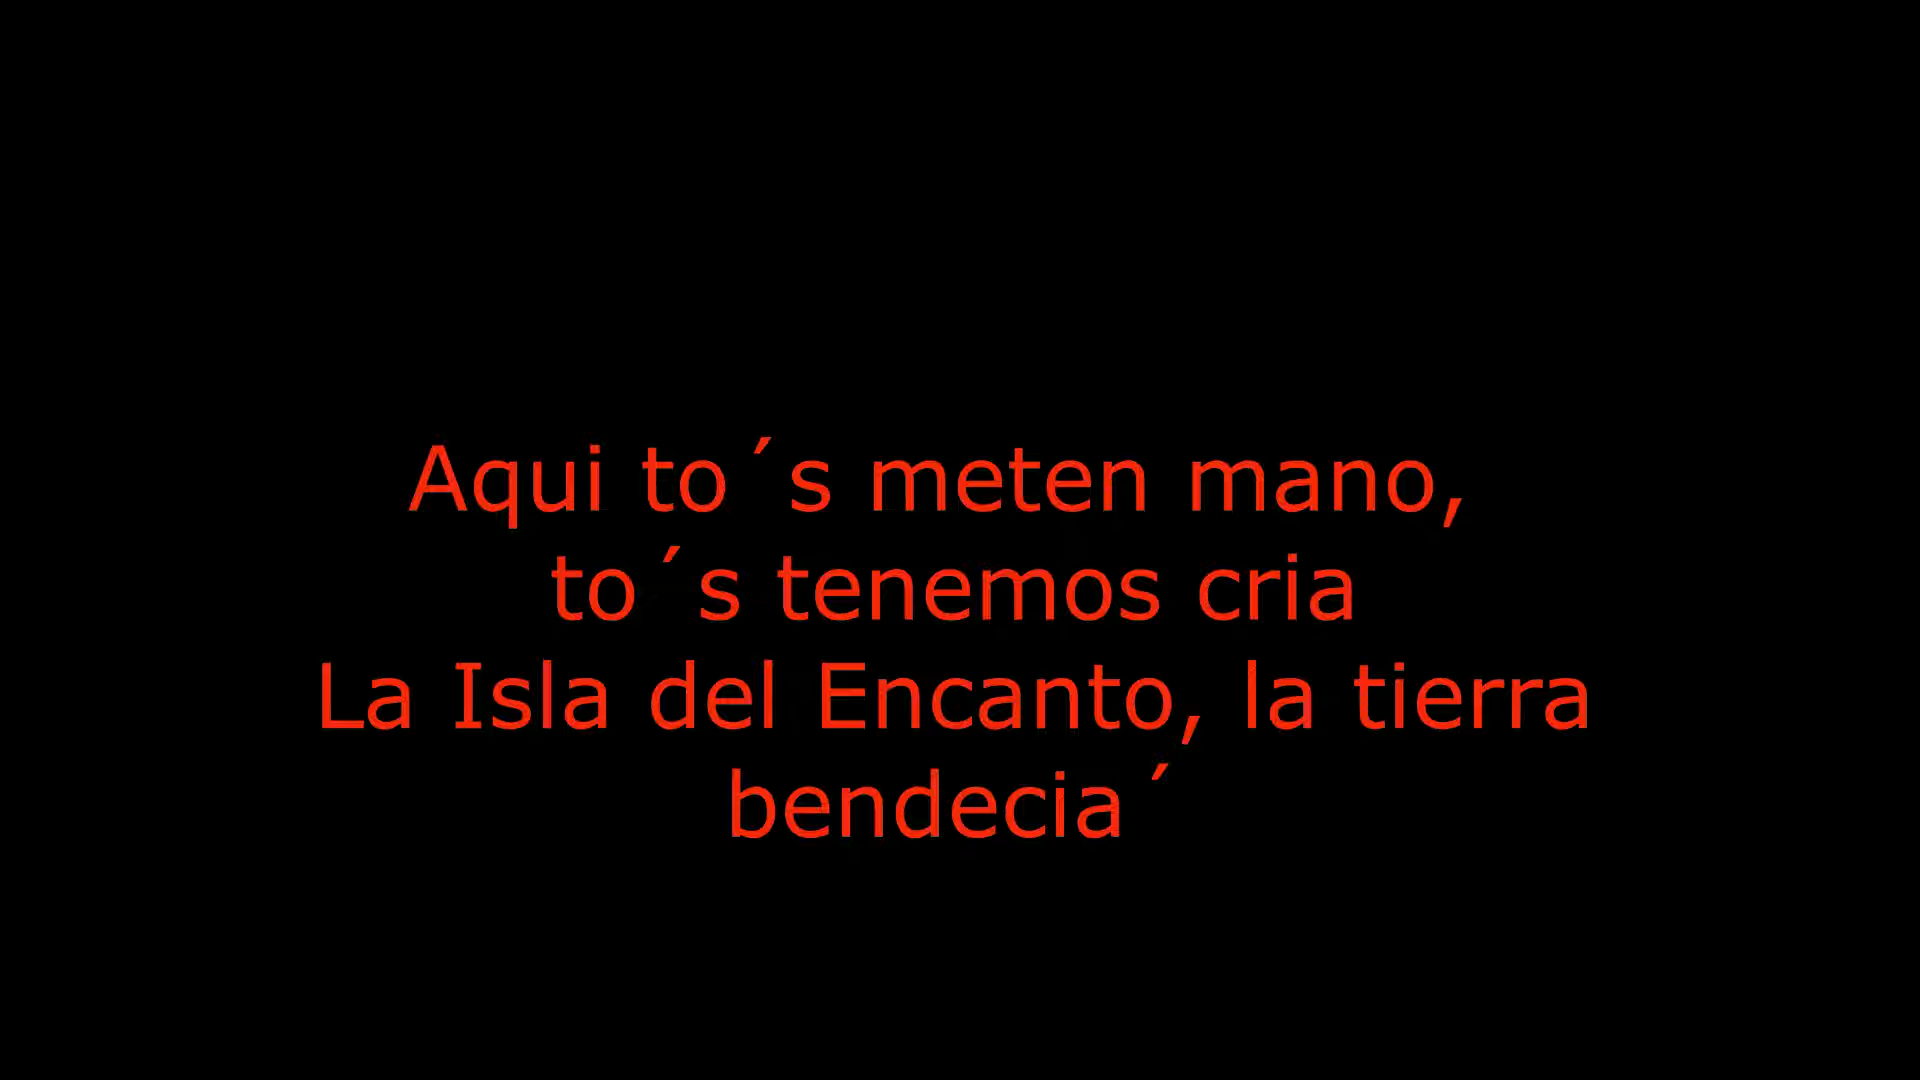 Aqui to´s meten mano,
to´s tenemos cria
La Isla del Encanto, la tierra
bendecia´